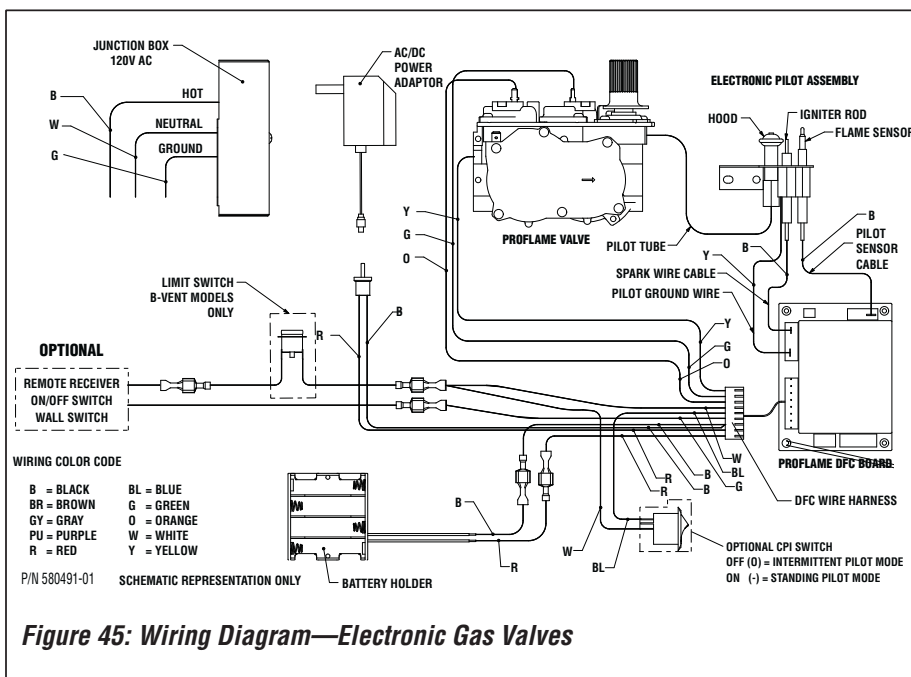 JUNCTION BOX
120V AC
HOT
NEUTRAL
GROUND
B
W
G
AC/DC
POWER
ADAPTOR
Y
G
O
PROFLAME VALVE
ELECTRONIC PILOT ASSEMBLY
HOOD
IGNITER ROD
FLAME SENSOR
PILOT TUBE
B
B
Y
PILOT
SENSOR
CABLE
SPARK WIRE CABLE
PILOT GROUND WIRE
LIMIT SWITCH
B-VENT MODELS
ONLY
R
B
Y
G
O
OPTIONAL
REMOTE RECEIVER
ON/OFF SWITCH
WALL SWITCH
PROFLAME DFC BOARD
DFC WIRE HARNESS
W
BL
G
B
R
B
R
WIRING COLOR CODE
B = BLACK BL = BLUE
BR = BROWN G = GREEN
GY = GRAY O = ORANGE
PU = PURPLE W = WHITE
R = RED Y = YELLOW
B
R
W
BL
OPTIONAL CPI SWITCH
OFF (O) = INTERMITTENT PILOT MODE
ON (-) = STANDING PILOT MODE
P/N 580491-01 SCHEMATIC REPRESENTATION ONLY
BATTERY HOLDER
Figure 45: Wiring Diagram—Electronic Gas Valves